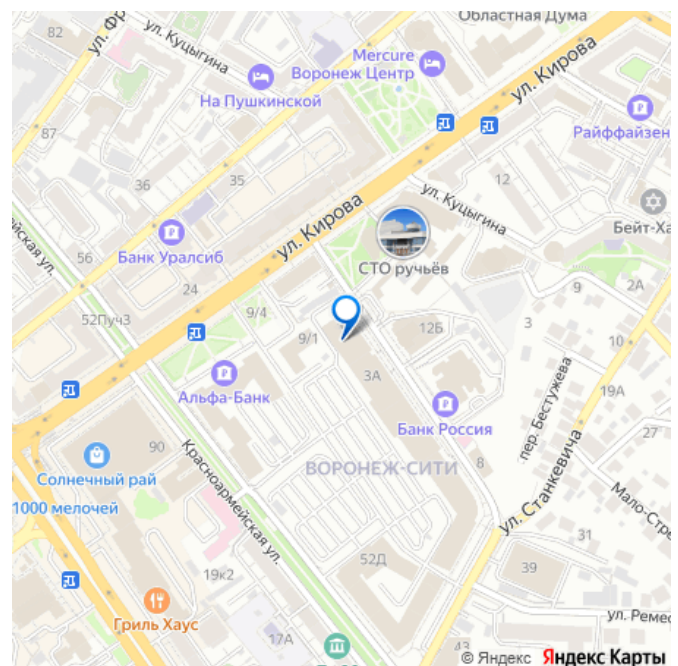 Областная Дума
82
ул. Куцыгина
Mercure
Воронеж Центр
ул. Кирова
На Пушкинской
87
Райффайзен
36
35
12
ул. Куцыгина
ул. Кирова
Бейт-Ха
Банк Уралсиб
56
СТО ручьёв
24
9
2А
52Пуч3
9/4
9/1
12Б
3
10
3А
пер. Бестужева
19А
Альфа-Банк
Банк Россия
27
90
ВОРОНЕЖ-СИТИ
8
Солнечный рай
1000 мелочей
Красноармейская ул.
ул. Станкевича
Мало-Стре
31
52Д
39
19к2
Гриль Хаус
ул. Ремес
17А
43
© Яндекс Яндекс Карты